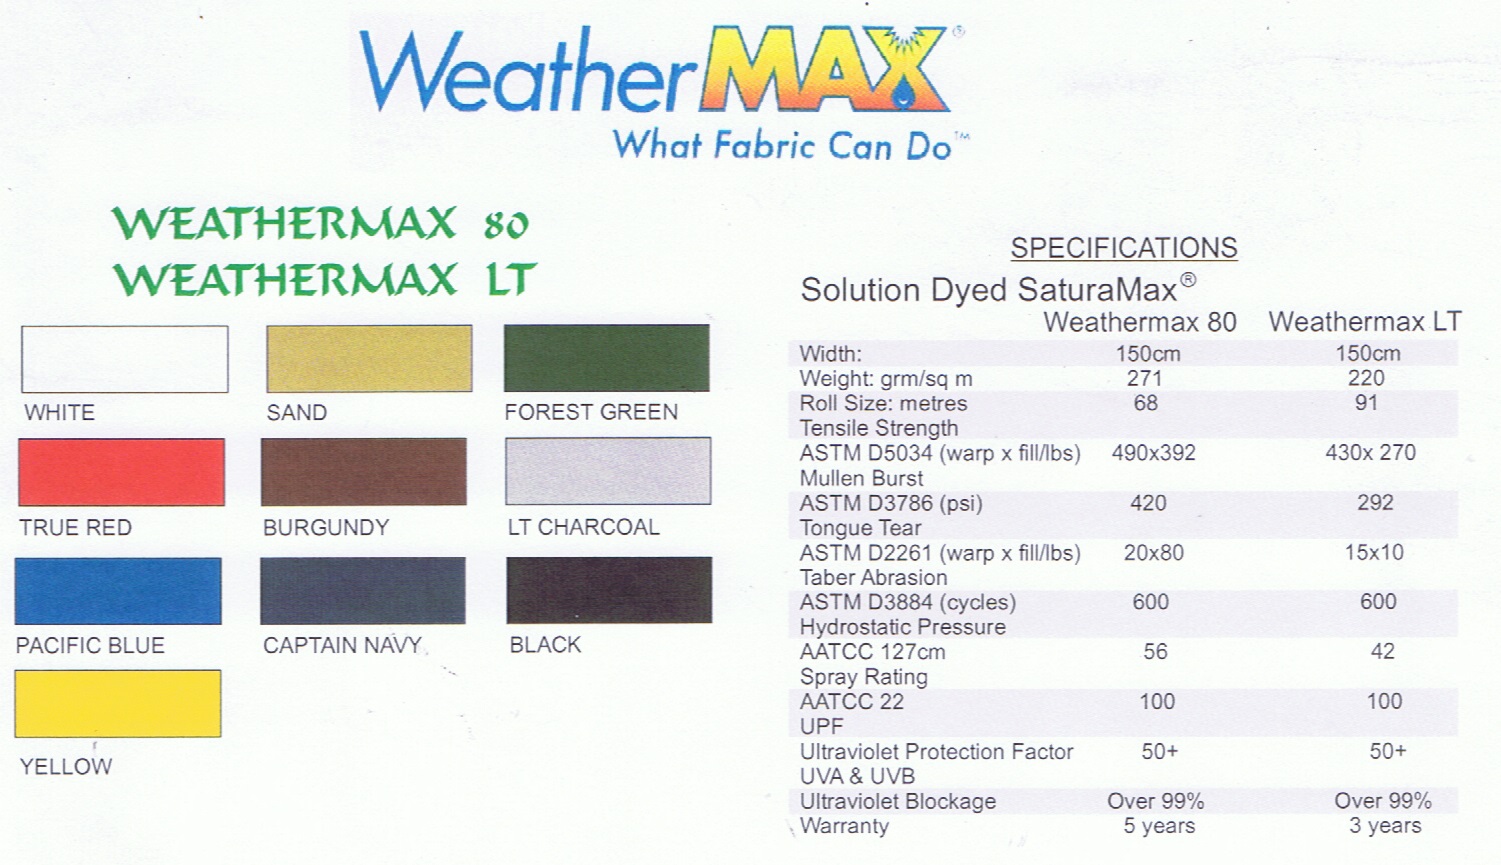 WeatherMAX®
What Fabric Can Do™
WEATHERMAX 80
WEATHERMAX LT
WHITE
SAND
FOREST GREEN
TRUE RED
BURGUNDY
LT CHARCOAL
PACIFIC BLUE
CAPTAIN NAVY
BLACK
YELLOW
SPECIFICATIONS
Solution Dyed SaturaMax®
Weathermax 80 Weathermax LT
Width: 150cm 150cm
Weight: grm/sq m 271 220
Roll Size: metres 68 91
Tensile Strength
ASTM D5034 (warp x fill/lbs) 490x392 430x 270
Mullen Burst
ASTM D3786 (psi) 420 292
Tongue Tear
ASTM D2261 (warp x fill/lbs) 20x80 15x10
Taber Abrasion
ASTM D3884 (cycles) 600 600
Hydrostatic Pressure
AATCC 127cm 56 42
Spray Rating
AATCC 22 100 100
UPF
Ultraviolet Protection Factor 50+ 50+
UVA & UVB
Ultraviolet Blockage Over 99% Over 99%
Warranty 5 years 3 years